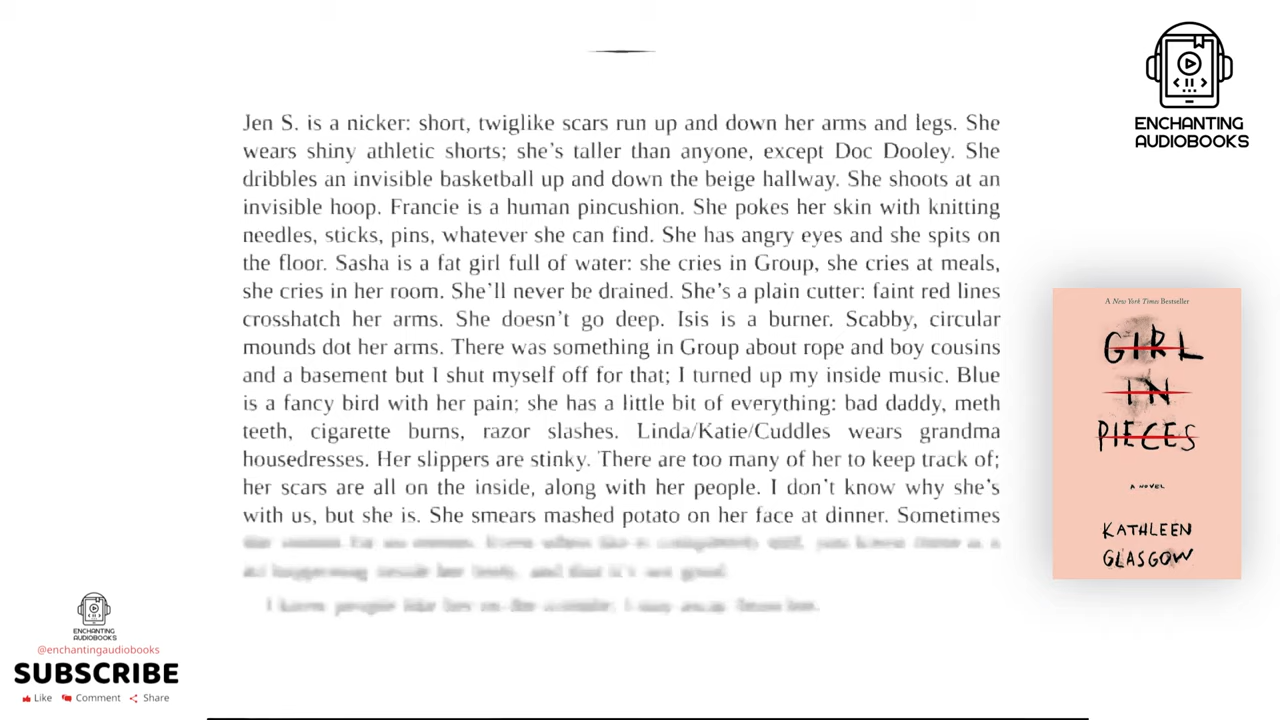 Jen S. is a nicker: short, twiglike scars run up and down her arms and legs. She
wears shiny athletic shorts; she's taller than anyone, except Doc Dooley. She
dribbles an invisible basketball up and down the beige hallway. She shoots at an
invisible hoop. Francie is a human pincushion. She pokes her skin with knitting
needles, sticks, pins, whatever she can find. She has angry eyes and she spits on
the floor. Sasha is a fat girl full of water: she cries in Group, she cries at meals,
she cries in her room. She'll never be drained. She's a plain cutter: faint red lines
crosshatch her arms. She doesn't go deep. Isis is a burner. Scabby, circular
mounds dot her arms. There was something in Group about rope and boy cousins
and a basement but I shut myself off for that; I turned up my inside music. Blue
is a fancy bird with her pain; she has a little bit of everything: bad daddy, meth
teeth, cigarette burns, razor slashes. Linda/Katie/Cuddles wears grandma
housedresses. Her slippers are stinky. There are too many of her to keep track of;
her scars are all on the inside, along with her people. I don't know why she's
with us, but she is. She smears mashed potato on her face at dinner. Sometimes
ENCHANTING
AUDIOBOOKS
A New York Times Bestseller
GIRL
IN
PIECES
A NOVEL
KATHLEEN
GLASGOW
ENCHANTING
AUDIOBOOKS
@enchantingaudiobooks
SUBSCRIBE
Like Comment Share